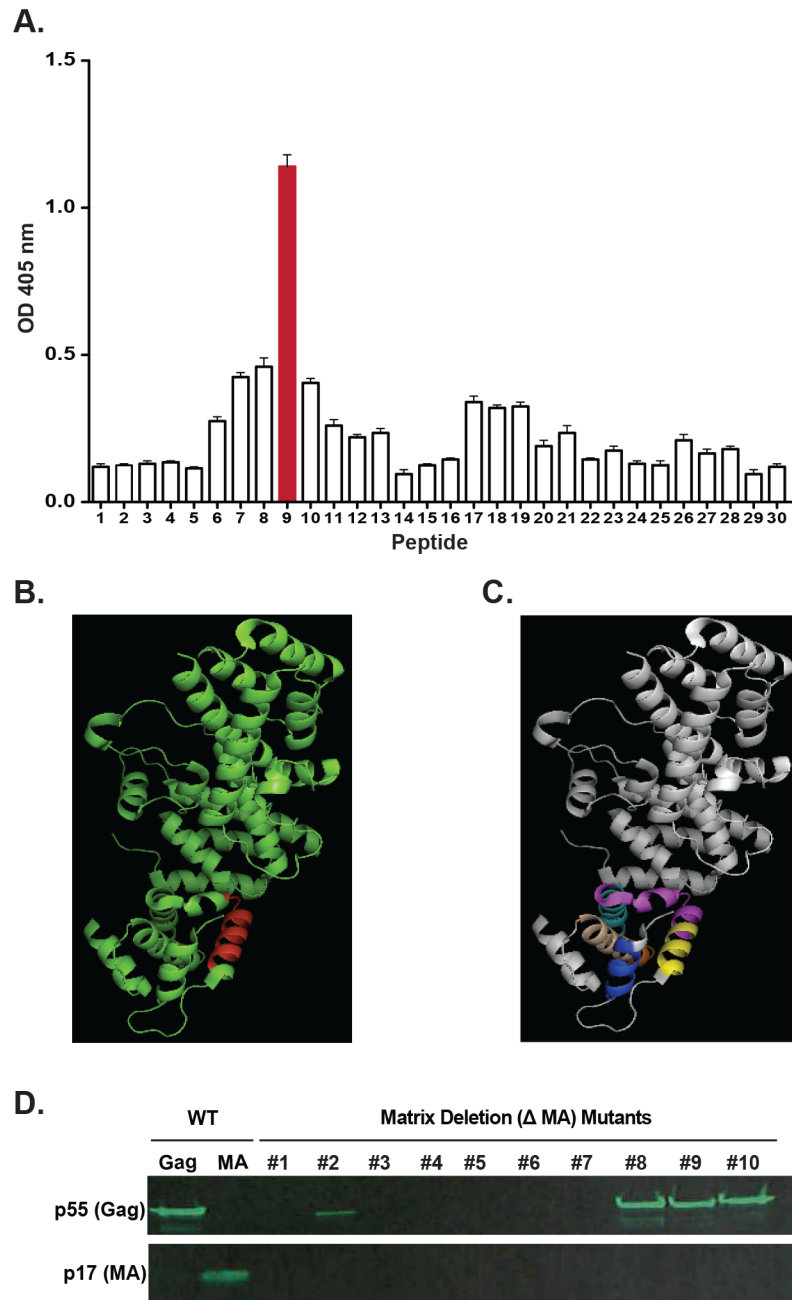 A.
1.5
1.0
0.5
0.0
OD 405 nm
1 2 3 4 5 6 7 8 9 10 11 12 13 14 15 16 17 18 19 20 21 22 23 24 25 26 27 28 29 30
Peptide
B.
C.
D.
WT
Matrix Deletion (Δ MA) Mutants
Gag MA #1 #2 #3 #4 #5 #6 #7 #8 #9 #10
p55 (Gag)
p17 (MA)